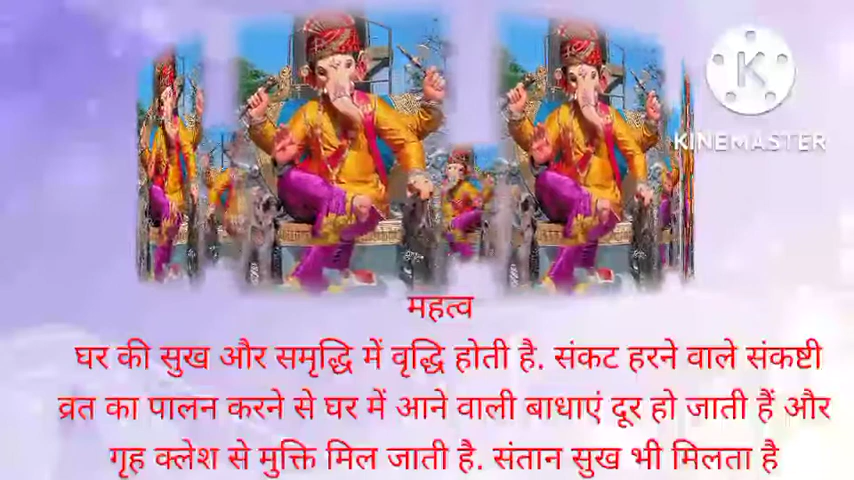 K
KINEMASTER
महत्व
घर की सुख और समृद्धि में वृद्धि होती है. संकट हरने वाले संकष्टी
व्रत का पालन करने से घर में आने वाली बाधाएं दूर हो जाती हैं और
गृह क्लेश से मुक्ति मिल जाती है. संतान सुख भी मिलता है